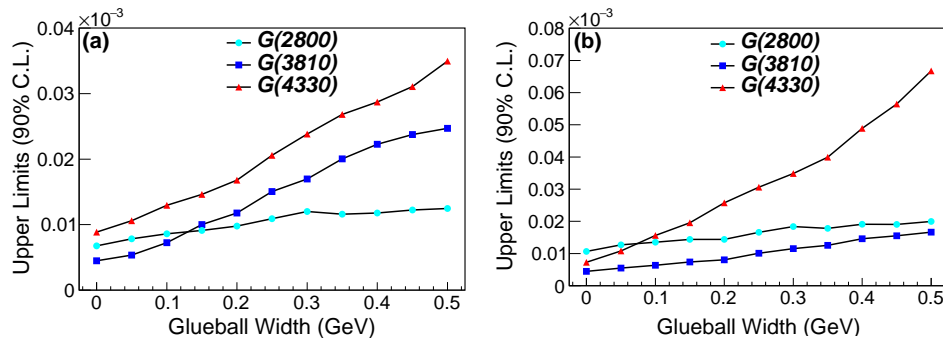 ×10⁻³
0.04
(a)
G(2800)
G(3810)
G(4330)
0.03
0.02
0.01
0
Upper Limits (90% C.L.)
0 0.1 0.2 0.3 0.4 0.5
Glueball Width (GeV)
×10⁻³
0.08
(b)
G(2800)
G(3810)
G(4330)
0.07
0.06
0.05
0.04
0.03
0.02
0.01
0
Upper Limits (90% C.L.)
0 0.1 0.2 0.3 0.4 0.5
Glueball Width (GeV)